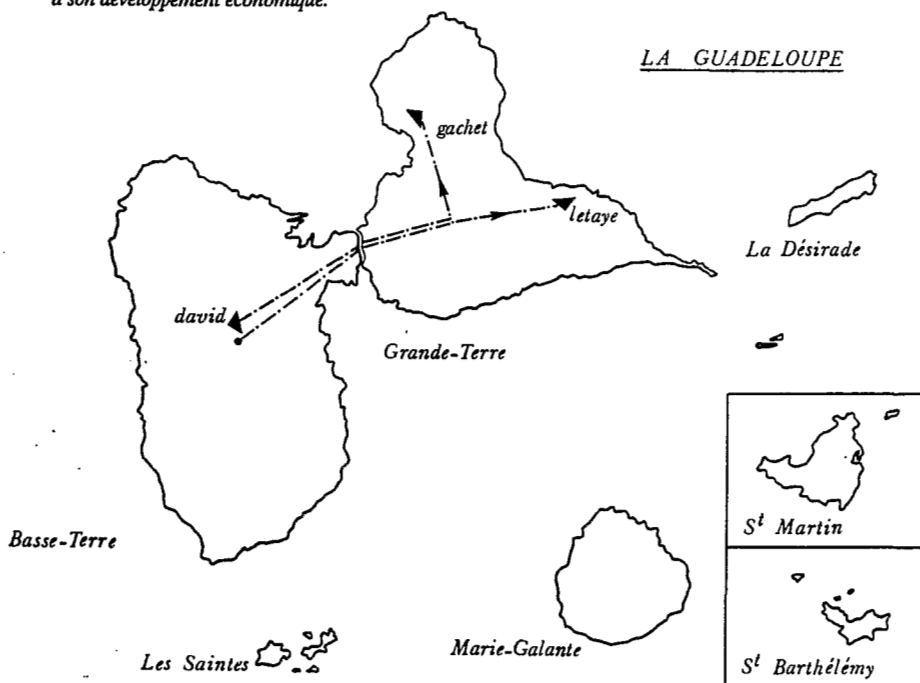 à son développement économique.
LA GUADELOUPE
gachet
letaye
La Désirade
david
Grande-Terre
St Martin
Basse-Terre
Marie-Galante
Les Saintes
St Barthélémy